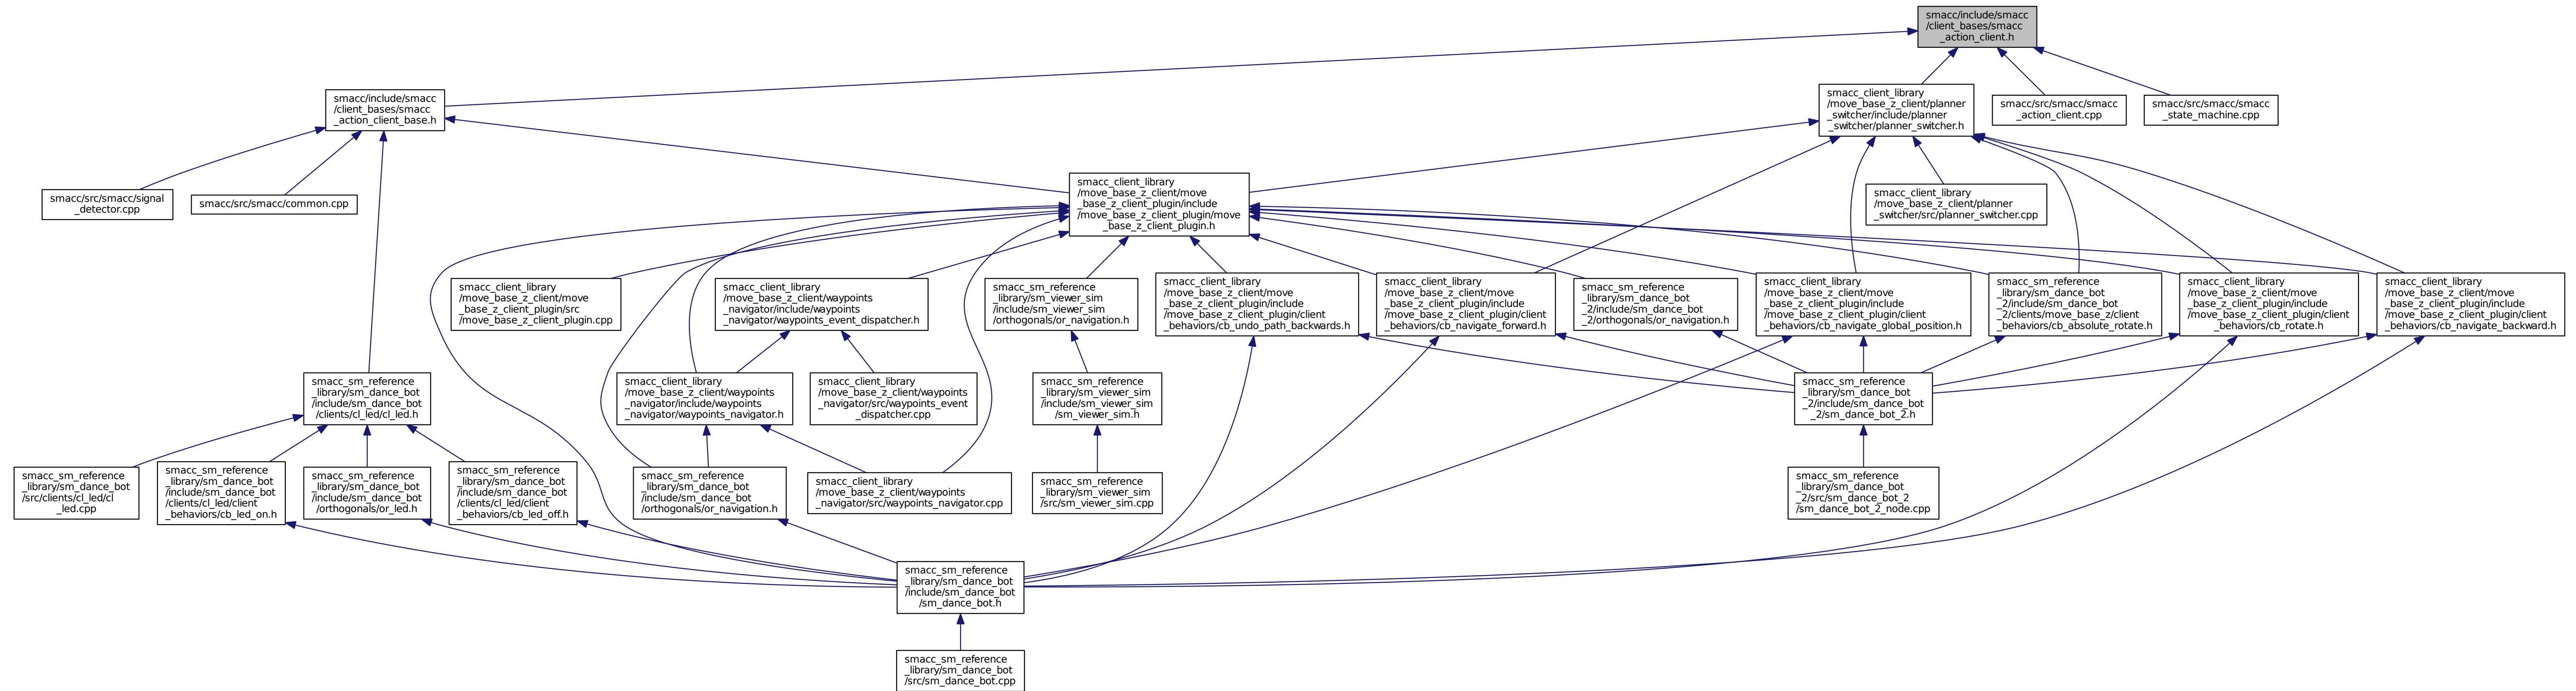 smacc/include/smacc
/client_bases/smacc
_action_client.h
smacc/include/smacc
/client_bases/smacc
_action_client_base.h
smacc_client_library
/move_base_z_client/planner
_switcher/include/planner
_switcher/planner_switcher.h
smacc/src/smacc/smacc
_action_client.cpp
smacc/src/smacc/smacc
_state_machine.cpp
smacc/src/smacc/signal
_detector.cpp
smacc/src/smacc/common.cpp
smacc_client_library
/move_base_z_client/move
_base_z_client_plugin/include
/move_base_z_client_plugin/move
_base_z_client_plugin.h
smacc_client_library
/move_base_z_client/planner
_switcher/src/planner_switcher.cpp
smacc_client_library
/move_base_z_client/move
_base_z_client_plugin/src
/move_base_z_client_plugin.cpp
smacc_client_library
/move_base_z_client/waypoints
_navigator/include/waypoints
_navigator/waypoints_event_dispatcher.h
smacc_sm_reference
_library/sm_viewer_sim
/include/sm_viewer_sim
/orthogonals/or_navigation.h
smacc_client_library
/move_base_z_client/move
_base_z_client_plugin/include
/move_base_z_client_plugin/client
_behaviors/cb_undo_path_backwards.h
smacc_client_library
/move_base_z_client/move
_base_z_client_plugin/include
/move_base_z_client_plugin/client
_behaviors/cb_navigate_forward.h
smacc_sm_reference
_library/sm_dance_bot
_2/include/sm_dance_bot
_2/orthogonals/or_navigation.h
smacc_client_library
/move_base_z_client/move
_base_z_client_plugin/include
/move_base_z_client_plugin/client
_behaviors/cb_navigate_global_position.h
smacc_sm_reference
_library/sm_dance_bot
_2/include/sm_dance_bot
_2/clients/move_base_z/client
_behaviors/cb_absolute_rotate.h
smacc_client_library
/move_base_z_client/move
_base_z_client_plugin/include
/move_base_z_client_plugin/client
_behaviors/cb_rotate.h
smacc_client_library
/move_base_z_client/move
_base_z_client_plugin/include
/move_base_z_client_plugin/client
_behaviors/cb_navigate_backward.h
smacc_sm_reference
_library/sm_dance_bot
/include/sm_dance_bot
/clients/cl_led/cl_led.h
smacc_client_library
/move_base_z_client/waypoints
_navigator/include/waypoints
_navigator/waypoints_navigator.h
smacc_client_library
/move_base_z_client/waypoints
_navigator/src/waypoints_event
_dispatcher.cpp
smacc_sm_reference
_library/sm_viewer_sim
/include/sm_viewer_sim
/sm_viewer_sim.h
smacc_sm_reference
_library/sm_dance_bot
_2/include/sm_dance_bot
_2/sm_dance_bot_2.h
smacc_sm_reference
_library/sm_dance_bot
/src/clients/cl_led/cl
_led.cpp
smacc_sm_reference
_library/sm_dance_bot
/include/sm_dance_bot
/clients/cl_led/client
_behaviors/cb_led_on.h
smacc_sm_reference
_library/sm_dance_bot
/include/sm_dance_bot
/orthogonals/or_led.h
smacc_sm_reference
_library/sm_dance_bot
/include/sm_dance_bot
/clients/cl_led/client
_behaviors/cb_led_off.h
smacc_sm_reference
_library/sm_dance_bot
/include/sm_dance_bot
/orthogonals/or_navigation.h
smacc_client_library
/move_base_z_client/waypoints
_navigator/src/waypoints_navigator.cpp
smacc_sm_reference
_library/sm_viewer_sim
/src/sm_viewer_sim.cpp
smacc_sm_reference
_library/sm_dance_bot
_2/src/sm_dance_bot_2
/sm_dance_bot_2_node.cpp
smacc_sm_reference
_library/sm_dance_bot
/include/sm_dance_bot
/sm_dance_bot.h
smacc_sm_reference
_library/sm_dance_bot
/src/sm_dance_bot.cpp